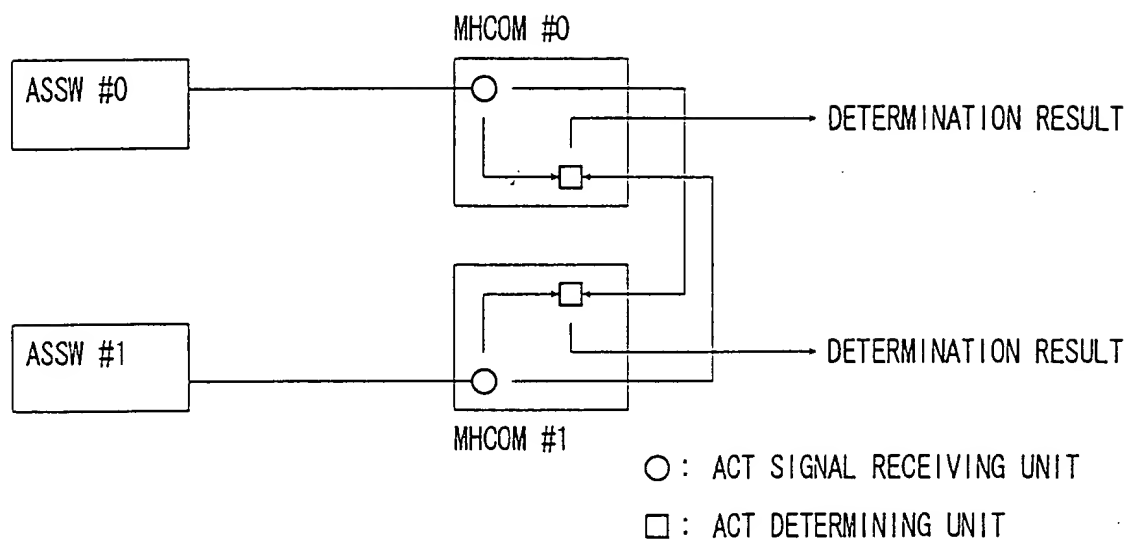 MHCOM #0
ASSW #0
DETERMINATION RESULT
ASSW #1
DETERMINATION RESULT
MHCOM #1
○ : ACT SIGNAL RECEIVING UNIT
□ : ACT DETERMINING UNIT